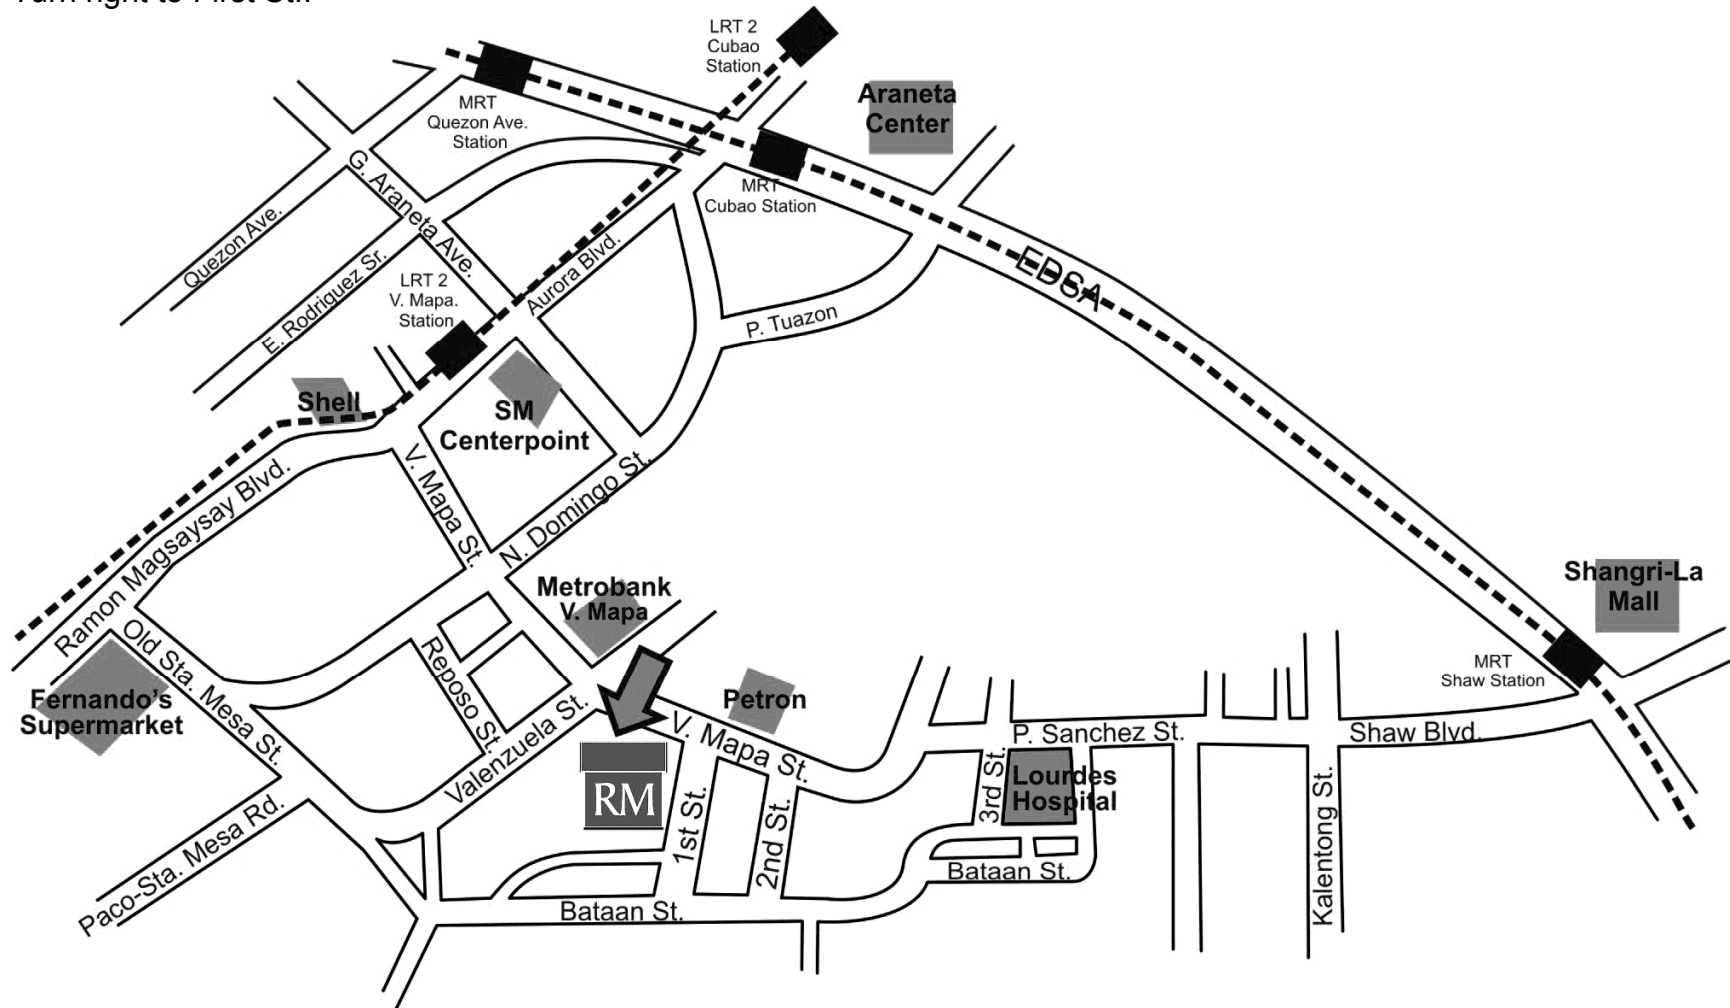 Turn right to First St..
LRT 2
Cubao
Station
Araneta
Center
MRT
Quezon Ave.
Station
G. Araneta Ave.
MRT
Cubao Station
Quezon Ave.
Aurora Blvd.
EDSA
E. Rodriquez Sr.
LRT 2
V. Mapa.
Station
P. Tuazon
Shell
SM
Centerpoint
V. Mapa St.
N. Domingo St.
Ramon Magsaysay Blvd.
Metrobank
V. Mapa
Shangri-La
Mall
Old Sta. Mesa St.
Reposo St.
MRT
Shaw Station
Fernando's
Supermarket
Petron
Valenzuela St.
V. Mapa St.
P. Sanchez St.
Shaw Blvd.
RM
3rd St.
Lourdes
Hospital
1st St.
2nd St.
Kalentong St.
Paco-Sta. Mesa Rd.
Bataan St.
Bataan St.